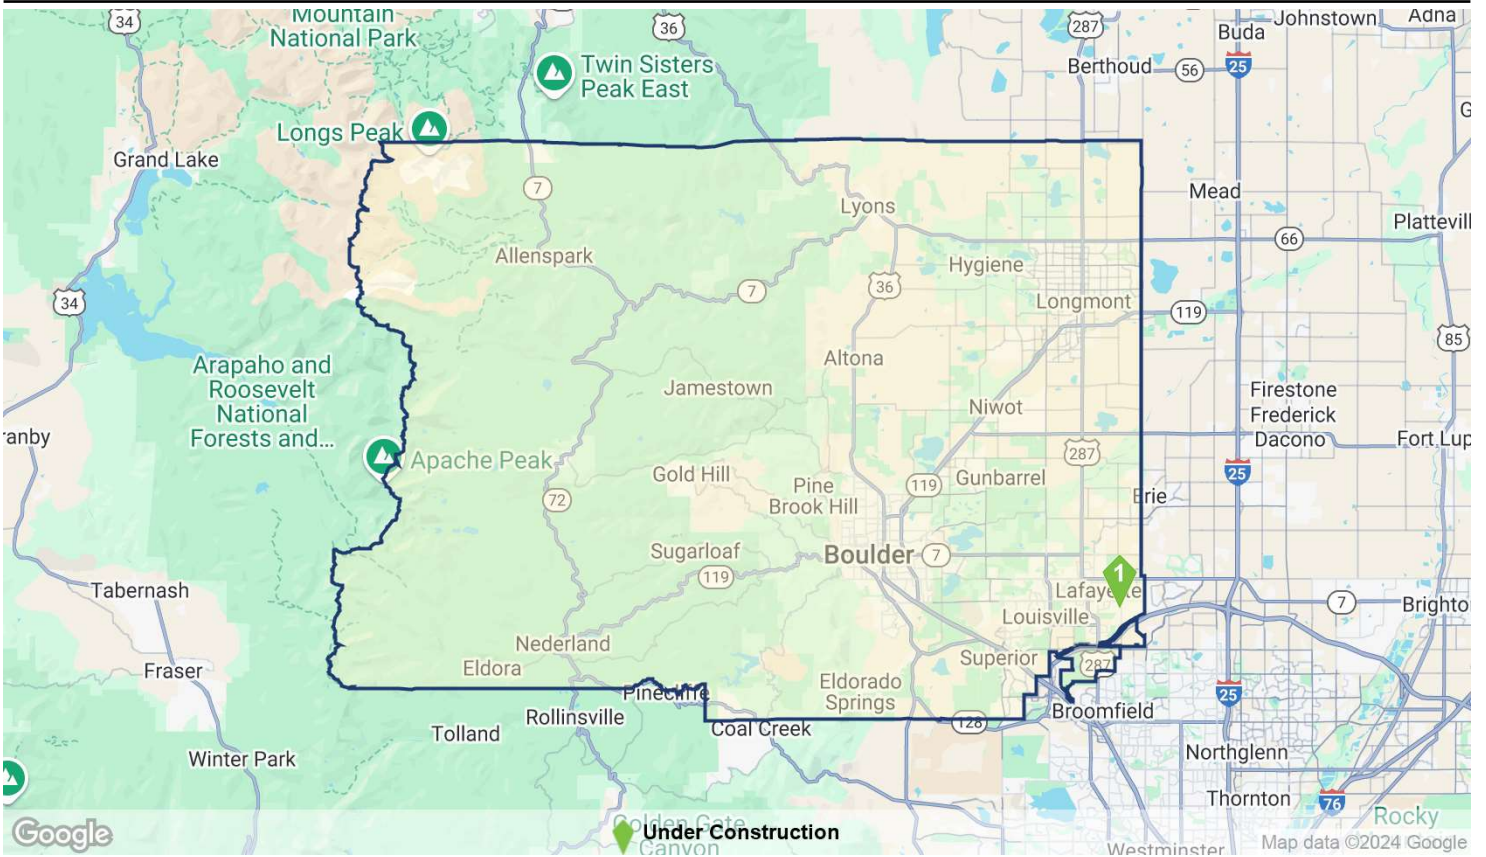 34
Mountain
National Park
36
287
Johnstown
Adna
Buda
25
Twin Sisters
Peak East
Berthoud
56
Longs Peak
Grand Lake
7
Mead
Lyons
Plattevill
66
Allenspark
Hygiene
34
7
36
Longmont
119
85
Altona
Arapaho and
Roosevelt
National
Forests and...
Jamestown
Firestone
Frederick
Dacono
Niwot
ranby
Fort Lup
287
Apache Peak
25
Gold Hill
119
Gunbarrel
Pine
Brook Hill
72
Erie
Sugarloaf
Boulder
7
119
1
Lafayette
Tabernash
7
Brighto
Louisville
Nederland
Superior
287
Eldora
Fraser
Eldorado
Springs
Pinecliffe
25
Rollinsville
128
Broomfield
Tolland
Coal Creek
Winter Park
Northglenn
Thornton
76
Rocky
Google
Golden Gate
Canyon
Under Construction
Westminster
Map data ©2024 Google